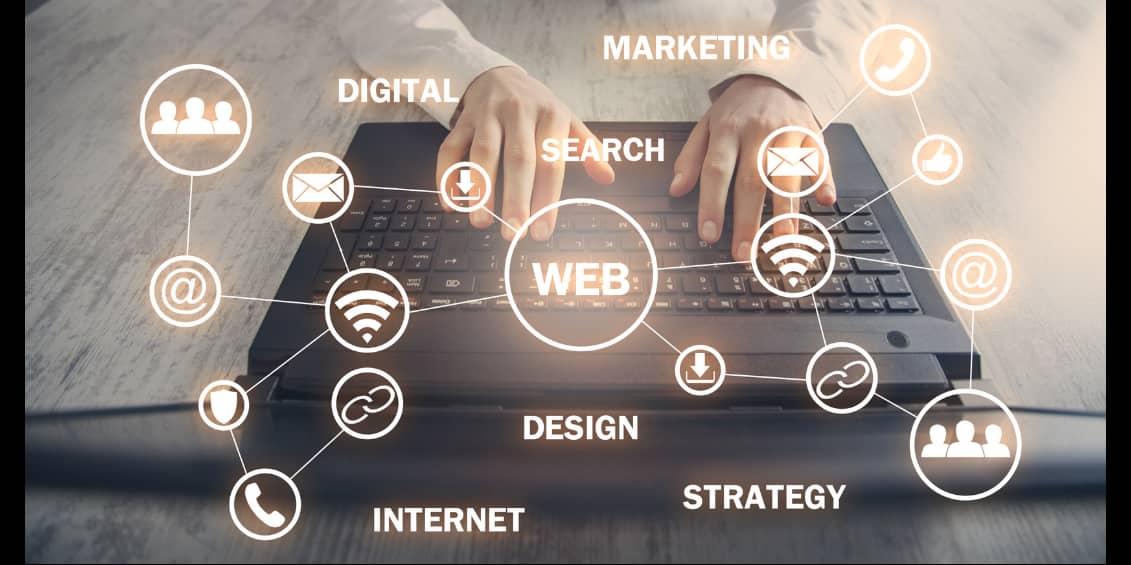 MARKETING
DIGITAL
SEARCH
WEB
@
@
DESIGN
STRATEGY
INTERNET